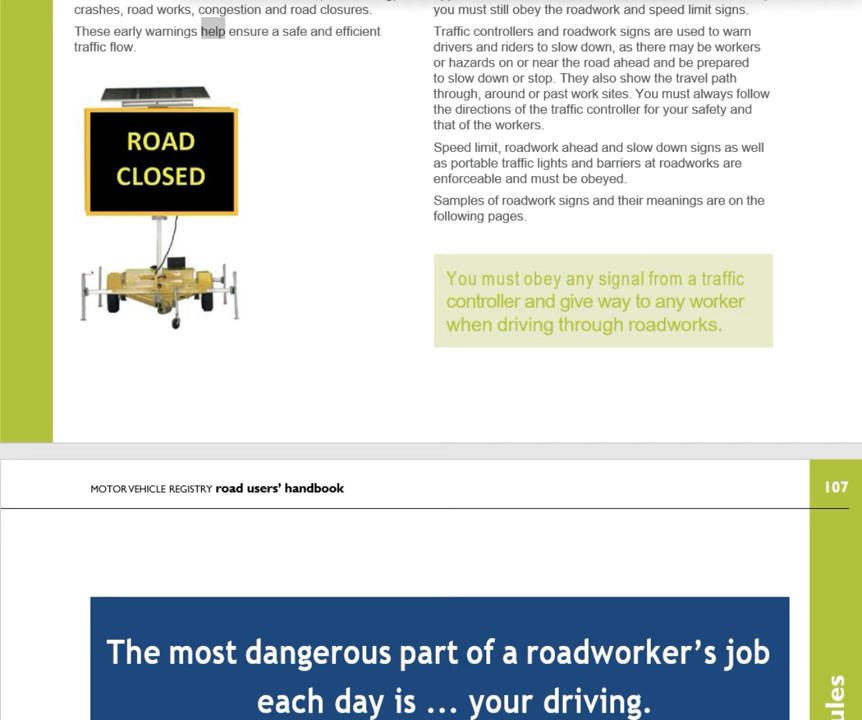 crashes, road works, congestion and road closures.
These early warnings help ensure a safe and efficient
traffic flow.
ROAD
CLOSED
you must still obey the roadwork and speed limit signs.
Traffic controllers and roadwork signs are used to warn
drivers and riders to slow down, as there may be workers
or hazards on or near the road ahead and be prepared
to slow down or stop. They also show the travel path
through, around or past work sites. You must always follow
the directions of the traffic controller for your safety and
that of the workers.
Speed limit, roadwork ahead and slow down signs as well
as portable traffic lights and barriers at roadworks are
enforceable and must be obeyed.
Samples of roadwork signs and their meanings are on the
following pages.
You must obey any signal from a traffic
controller and give way to any worker
when driving through roadworks.
MOTOR VEHICLE REGISTRY road users' handbook
107
The most dangerous part of a roadworker's job
each day is ... your driving.
ules